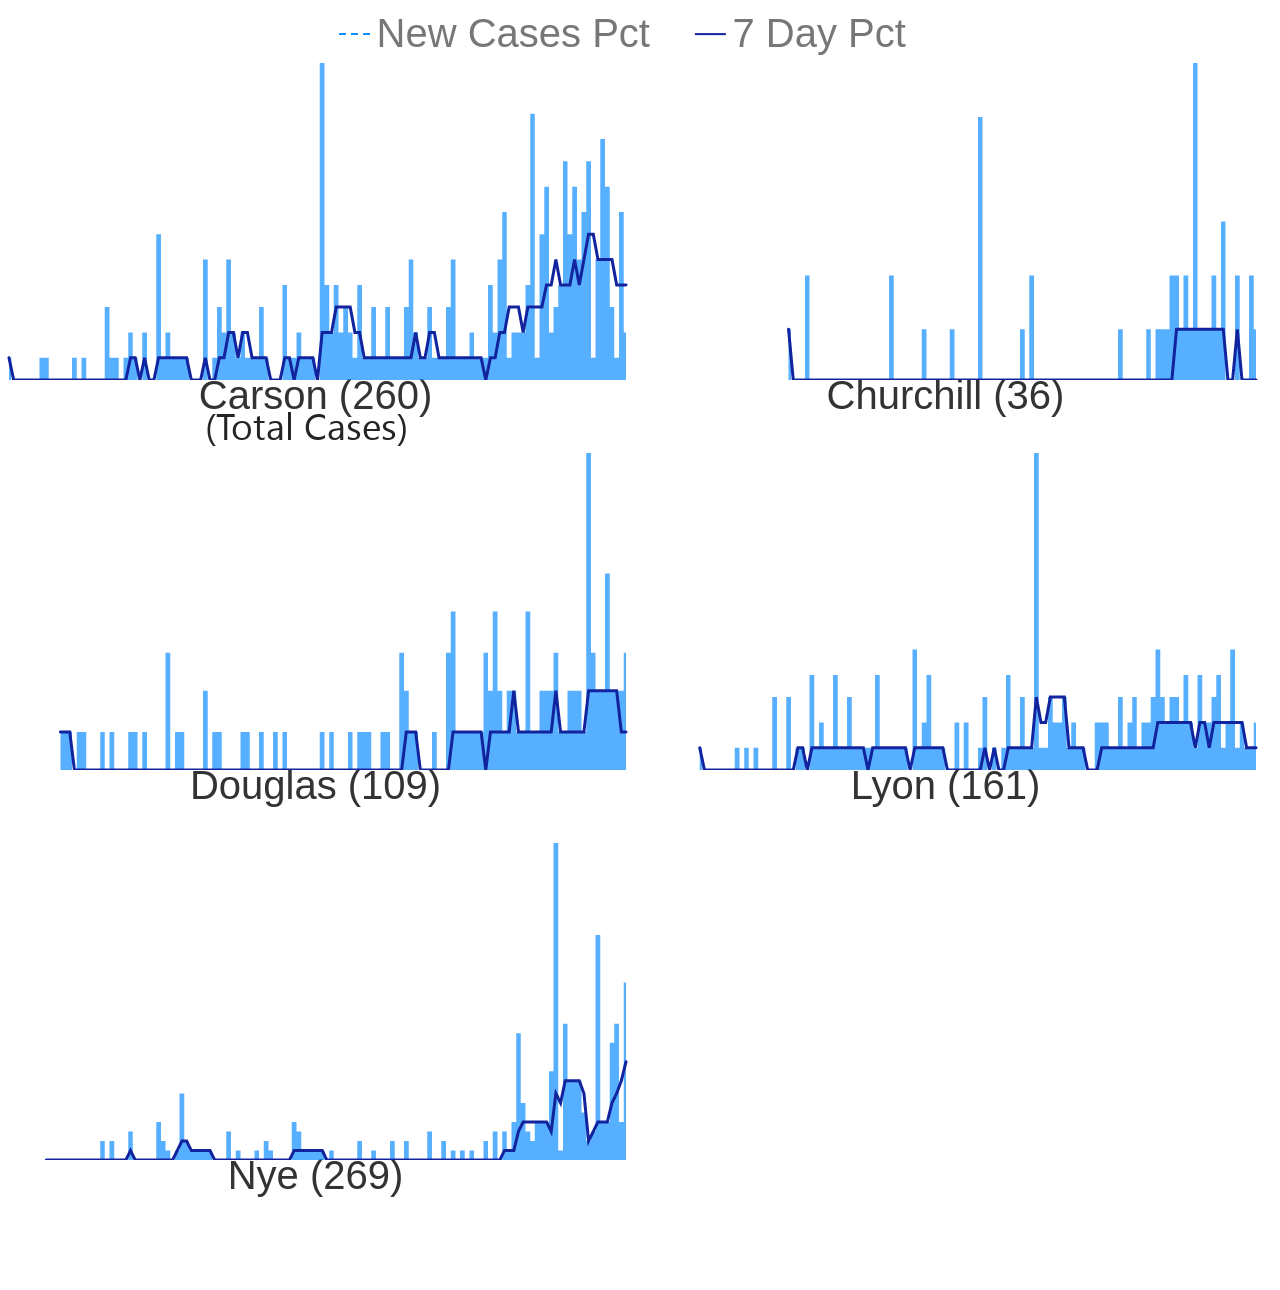 New Cases Pct 7 Day Pct
Carson (260)
(Total Cases)
Churchill (36)
Douglas (109)
Lyon (161)
Nye (269)